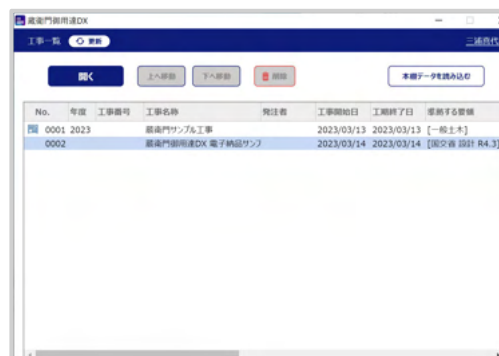 蔵衛門御用達DX
工事一覧 更新 三浦真代
開く 上へ移動 下へ移動 削除 本棚データを読み込む
No. 年度 工事番号 工事名称 発注者 工事開始日 工期終了日 準拠する要領
0001 2023 蔵衛門サンプル工事 2023/03/13 2023/03/13 [一般土木]
0002 蔵衛門御用達DX 電子納品サンプ 2023/03/14 2023/03/14 [国交省 設計 R4.3]